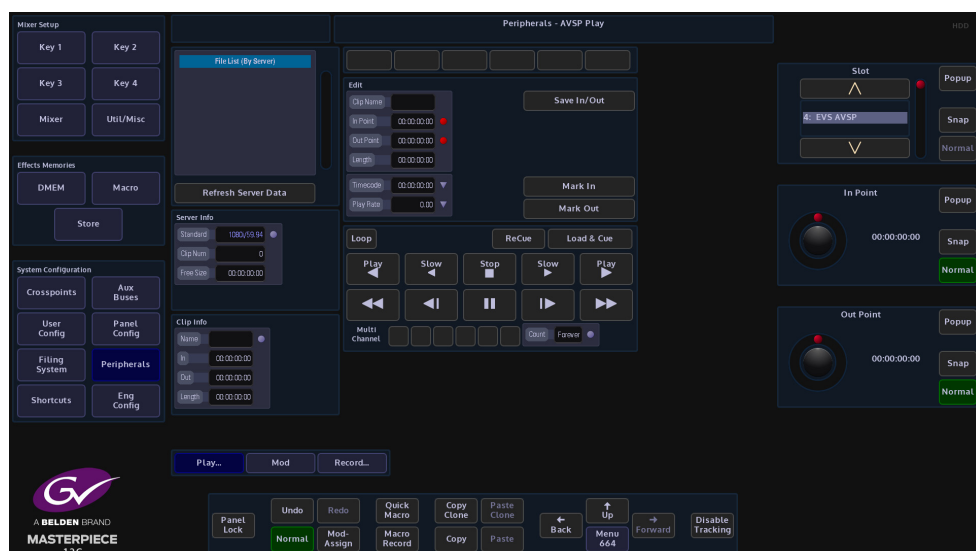 Mixer Setup
Key 1
Key 2
Key 3
Key 4
Mixer
Util/Misc
Effects Memories
DMEM
Macro
Store
System Configuration
Crosspoints
Aux
Buses
User
Config
Panel
Config
Filing
System
Peripherals
Shortcuts
Eng
Config
A BELDEN BRAND
MASTERPIECE
Peripherals - AVSP Play
HDD
File List (By Server)
Refresh Server Data
Server Info
Standard 1080i/59.94
Clip Num 0
Free Size 00:00:00:00
Clip Info
Name
In 00:00:00:00
Out 00:00:00:00
Length 00:00:00:00
Edit
Clip Name
In Point 00:00:00:00
Out Point 00:00:00:00
Length 00:00:00:00
Timecode 00:00:00:00
Play Rate 0.00
Save In/Out
Mark In
Mark Out
Loop
ReCue
Load & Cue
Play
Slow
Stop
Slow
Play
Multi
Channel
Count Forever
Slot
4: EVS AVSP
Popup
Snap
Normal
In Point
00:00:00:00
Popup
Snap
Normal
Out Point
00:00:00:00
Popup
Snap
Normal
Play...
Mod
Record...
Panel
Lock
Undo
Redo
Normal
Mod-
Assign
Quick
Macro
Macro
Record
Copy
Clone
Paste
Clone
Copy
Paste
Back
Up
Menu
664
Forward
Disable
Tracking